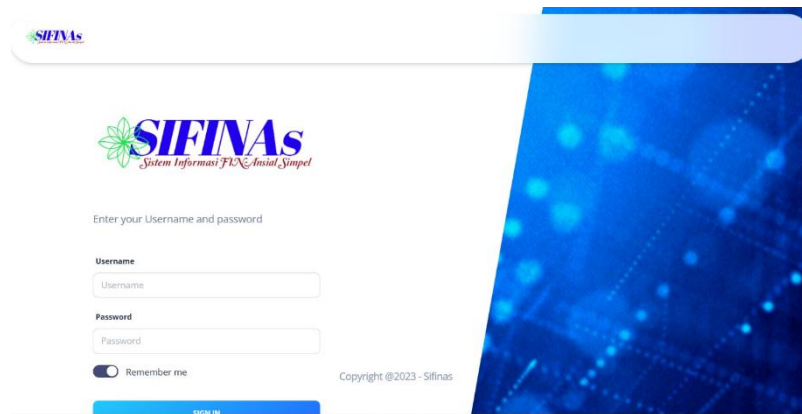 SIFINAs
SIFINAs
Sistem Informasi FINAnsial Simpel
Enter your Username and password
Username
Username
Password
Password
Remember me
Copyright @2023 - Sifinas
SIGN IN